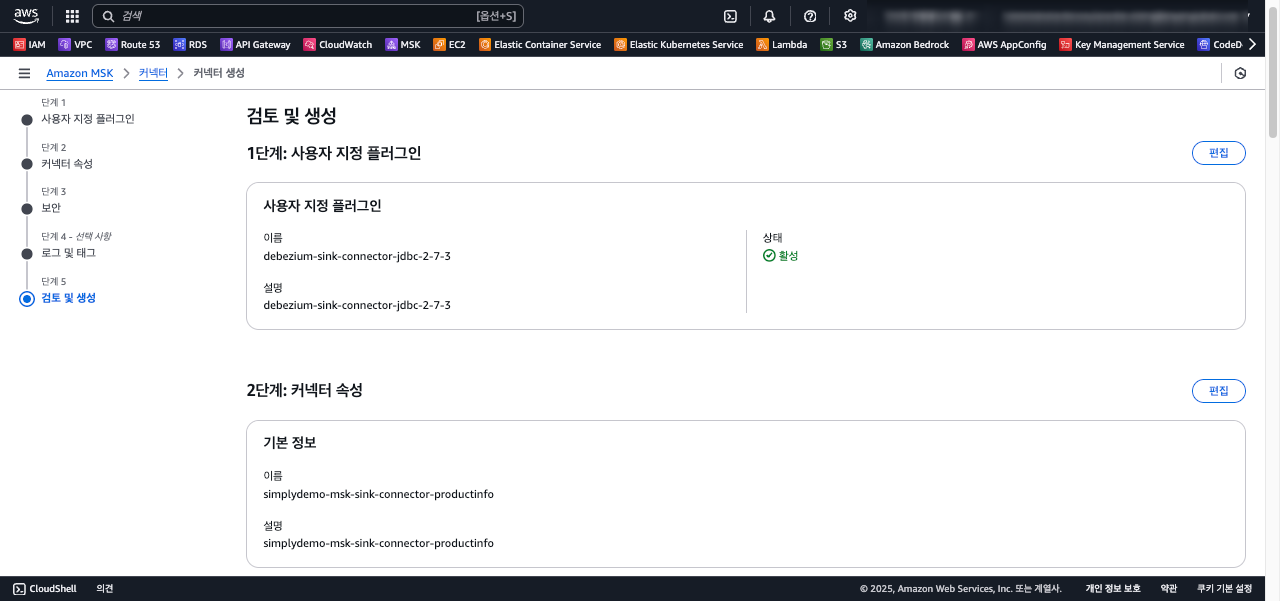 aws
검색 [옵션+S]
IAM VPC Route 53 RDS API Gateway CloudWatch MSK EC2 Elastic Container Service Elastic Kubernetes Service Lambda S3 Amazon Bedrock AWS AppConfig Key Management Service CodeD
Amazon MSK 커넥터 커넥터 생성
단계 1
사용자 지정 플러그인
단계 2
커넥터 속성
단계 3
보안
단계 4 - 선택 사항
로그 및 태그
단계 5
검토 및 생성
검토 및 생성
1단계: 사용자 지정 플러그인
편집
사용자 지정 플러그인
이름
debezium-sink-connector-jdbc-2-7-3
설명
debezium-sink-connector-jdbc-2-7-3
상태
활성
2단계: 커넥터 속성
편집
기본 정보
이름
simplydemo-msk-sink-connector-productinfo
설명
simplydemo-msk-sink-connector-productinfo
CloudShell 의견 © 2025, Amazon Web Services, Inc. 또는 계열사. 개인 정보 보호 약관 쿠키 기본 설정